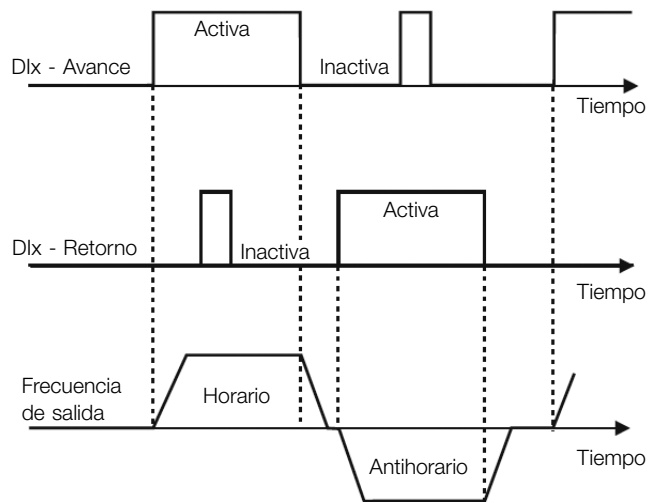 Activa
DIx - Avance
Inactiva
Tiempo
Activa
DIx - Retorno
Inactiva
Tiempo
Frecuencia
de salida
Horario
Antihorario
Tiempo